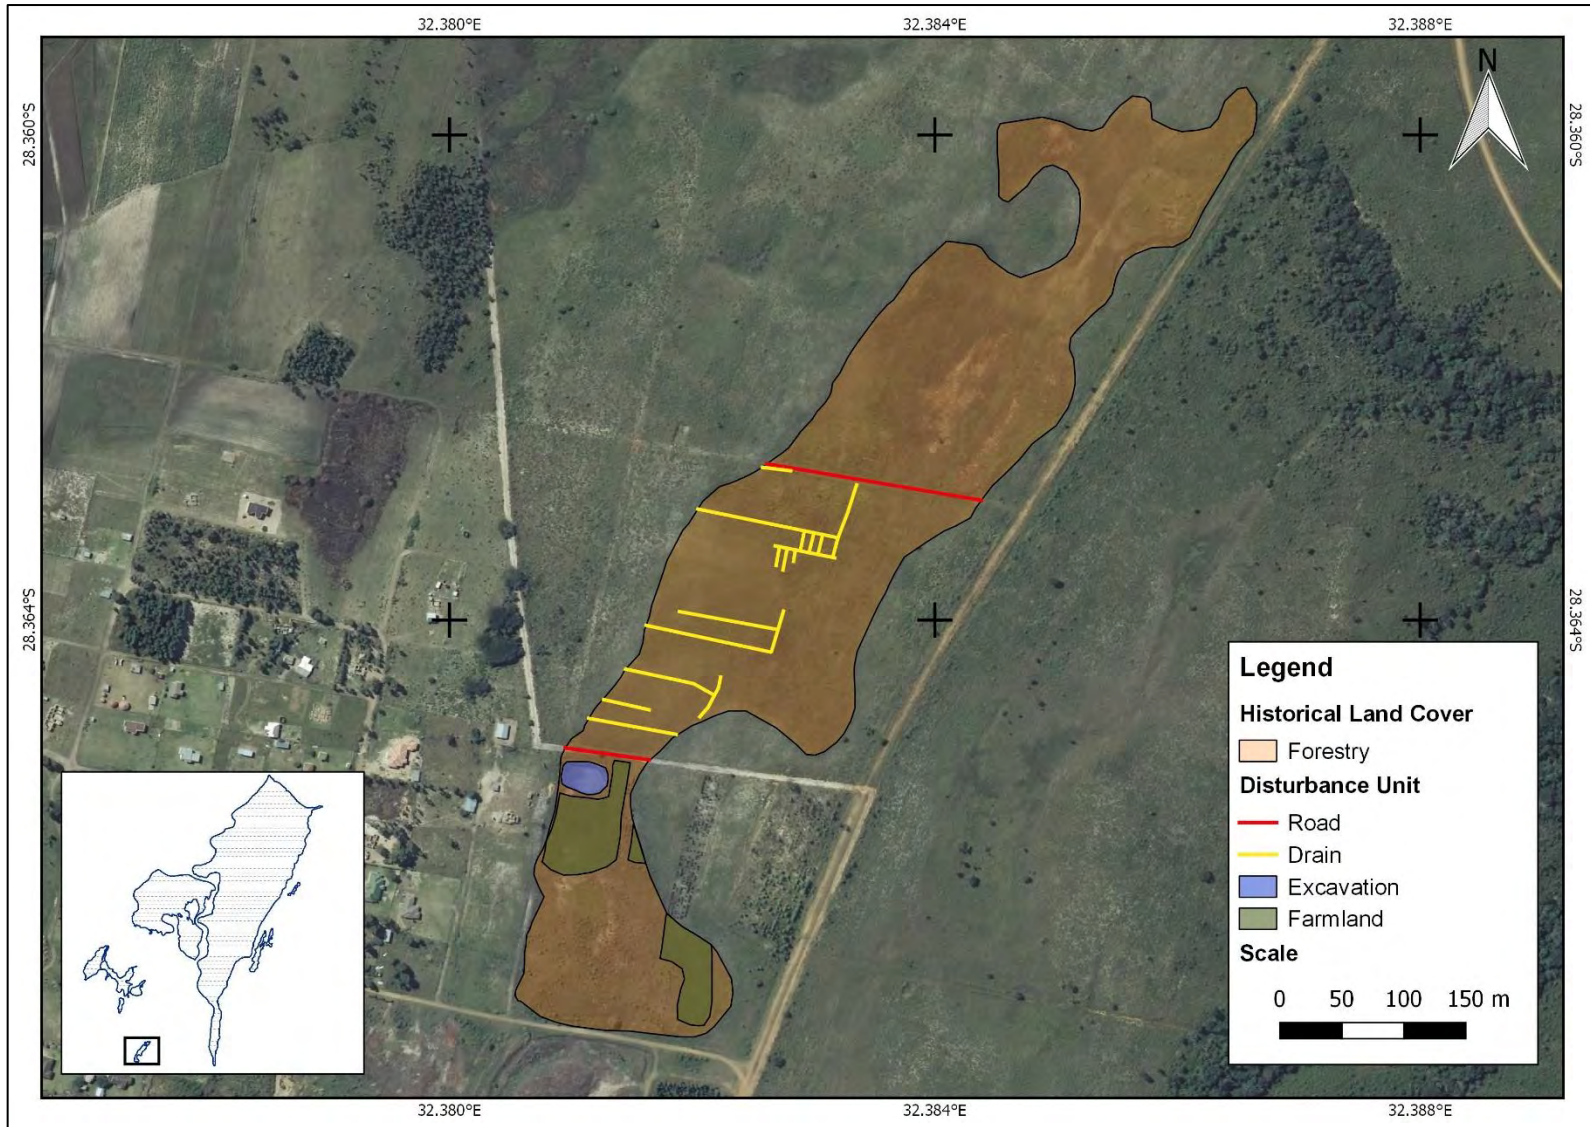 32.380°E 32.384°E 32.388°E
N
28.360°S 28.360°S
28.364°S 28.364°S
Legend
Historical Land Cover
Forestry
Disturbance Unit
Road
Drain
Excavation
Farmland
Scale
0 50 100 150 m
32.380°E 32.384°E 32.388°E